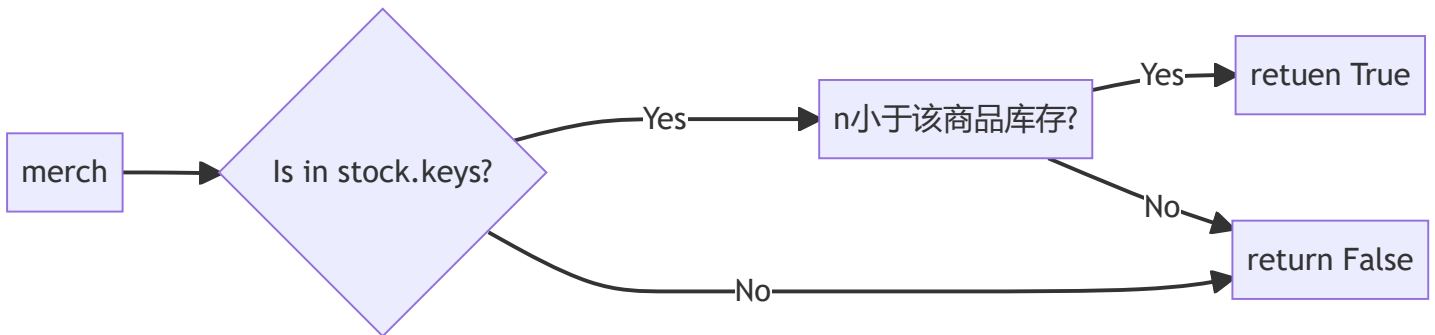 merch
Is in stock.keys?
Yes
n小于该商品库存?
Yes
retuen True
No
return False
No